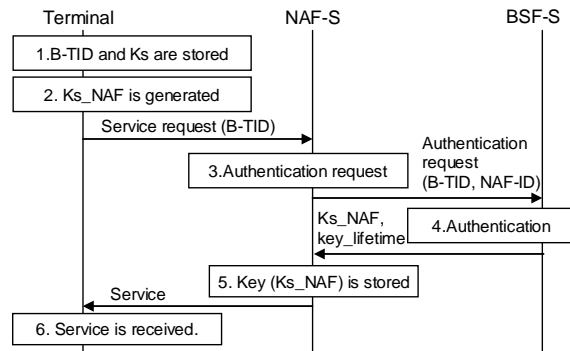 Terminal
NAF-S
BSF-S
1.B-TID and Ks are stored
2. Ks_NAF is generated
Service request (B-TID)
3.Authentication request
Authentication
request
(B-TID, NAF-ID)
4.Authentication
Ks_NAF,
key_lifetime
5. Key (Ks_NAF) is stored
Service
6. Service is received.